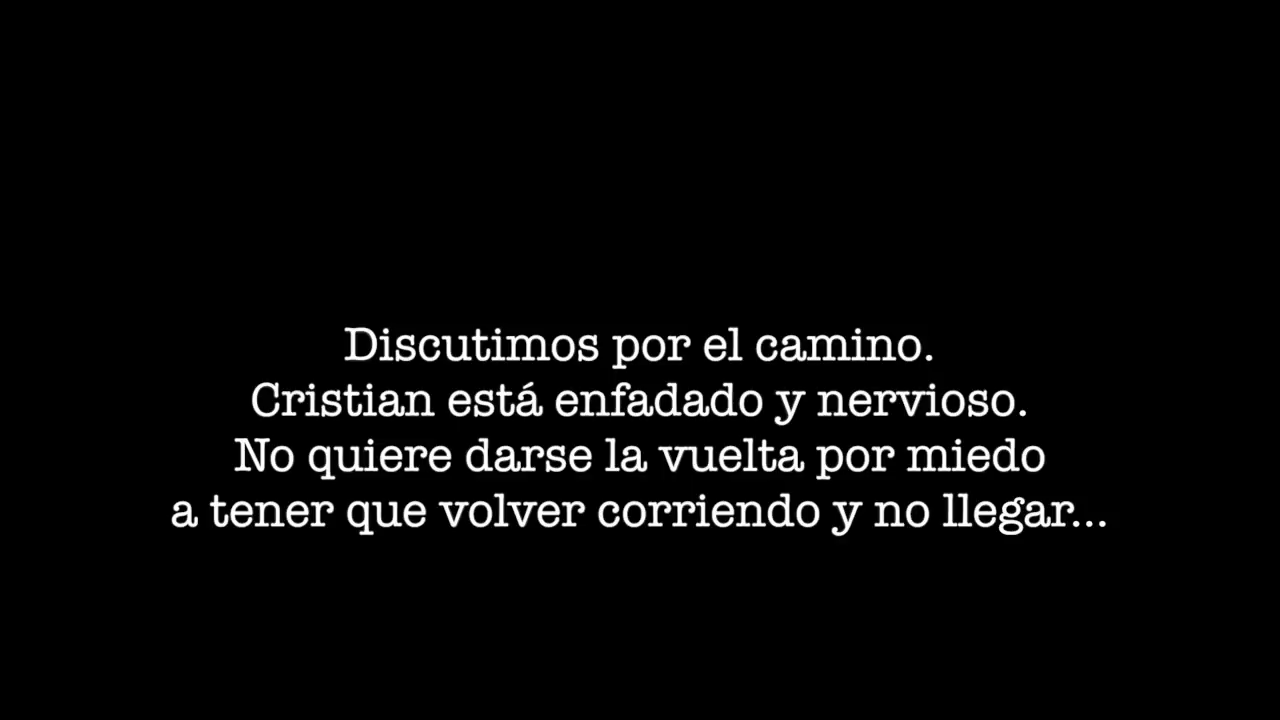 Discutimos por el camino.
Cristian está enfadado y nervioso.
No quiere darse la vuelta por miedo
a tener que volver corriendo y no llegar...